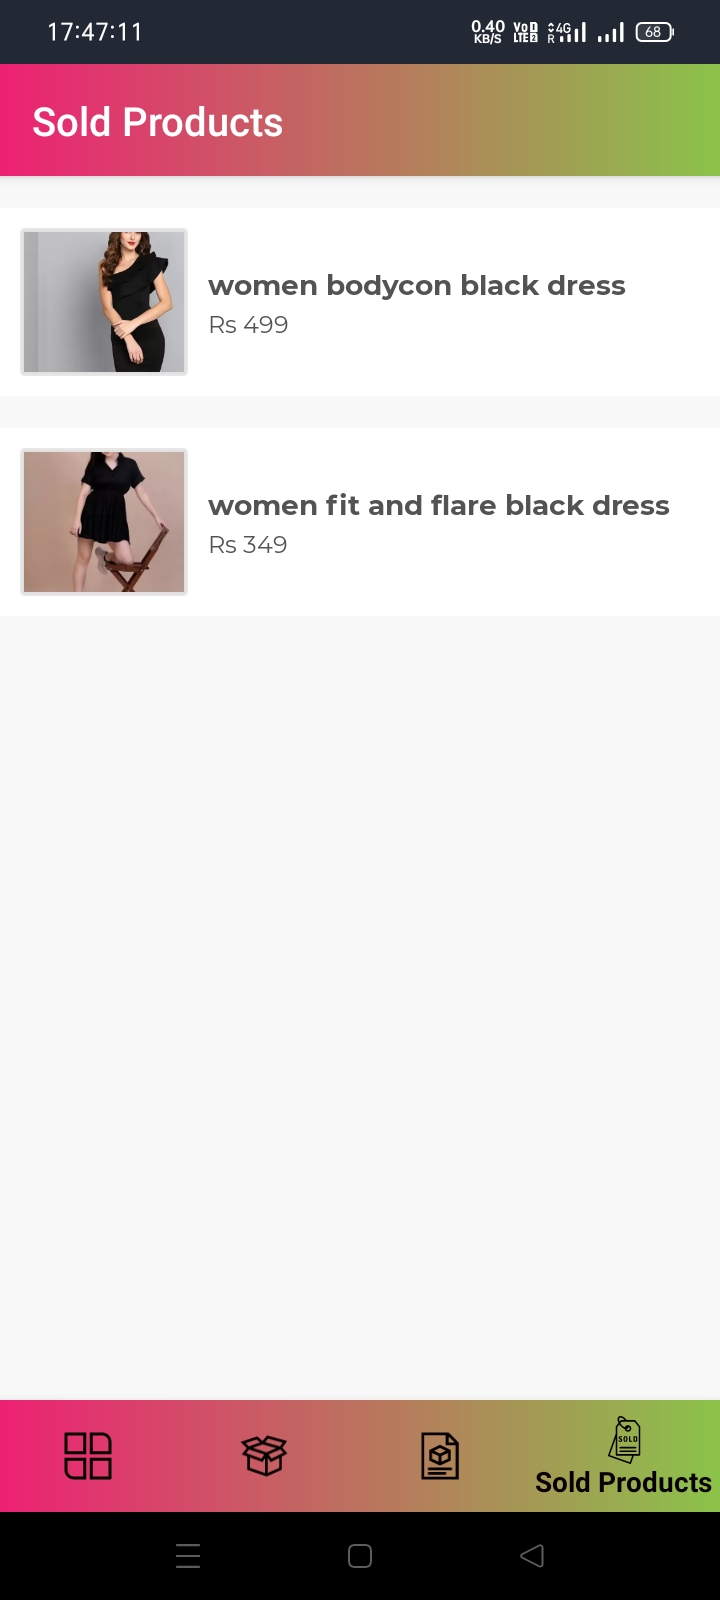 17:47:11 0.40 KB/S Vo1 LTE2 4G R 68
Sold Products
women bodycon black dress
Rs 499
women fit and flare black dress
Rs 349
SOLD
Sold Products